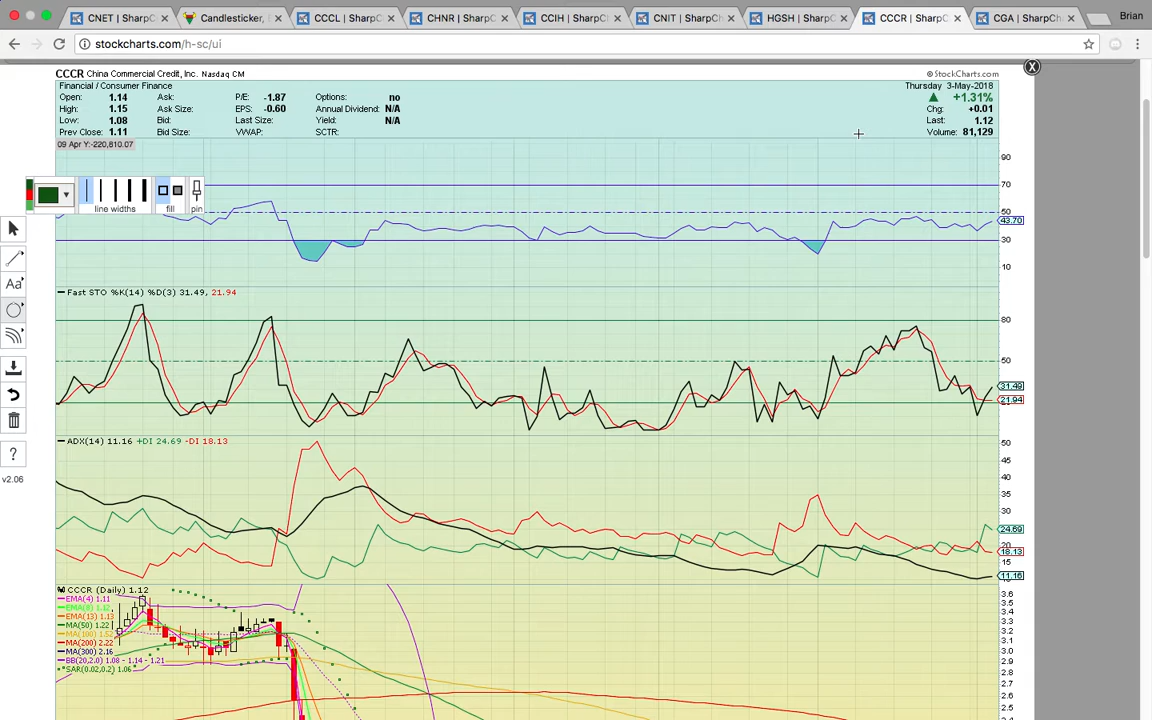 CNET | SharpC
Candlesticker,
CCCL | SharpC
CHNR | SharpC
CCIH | SharpC
CNIT | SharpC
HGSH | SharpC
CCCR | SharpC
CGA | SharpCh
Brian
stockcharts.com/h-sc/ui
CCCR China Commercial Credit, Inc. Nasdaq CM
© StockCharts.com
Financial / Consumer Finance
Thursday 3-May-2018
Open: 1.14 Ask: P/E: -1.87 Options: no
+1.31%
High: 1.15 Ask Size: EPS: -0.60 Annual Dividend: N/A
Chg: +0.01
Low: 1.08 Bid: Last Size: Yield: N/A
Last: 1.12
Prev Close: 1.11 Bid Size: VWAP: SCTR:
Volume: 81,129
09 Apr Y:-220,810.07
90
70
50
43.70
30
10
line widths
fill
pin
Aa
?
v2.06
Fast STO %K(14) %D(3) 31.49, 21.94
80
50
31.49
21.94
ADX(14) 11.16 +DI 24.69 -DI 18.13
50
45
40
35
30
24.69
20
18.13
15
11.16
CCCR (Daily) 1.12
EMA(4) 1.11
EMA(8) 1.12
EMA(13) 1.13
MA(50) 1.22
MA(100) 1.52
MA(200) 2.22
MA(300) 2.16
BB(20,2.0) 1.08 - 1.14 - 1.21
SAR(0.02,0.2) 1.06
3.6
3.5
3.4
3.3
3.2
3.1
3.0
2.9
2.8
2.7
2.6
2.5